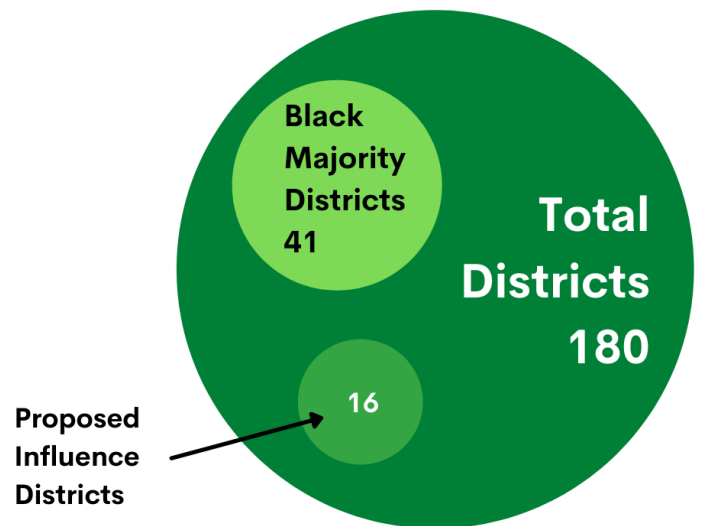 Black
Majority
Districts
41
Total
Districts
180
16
Proposed
Influence
Districts